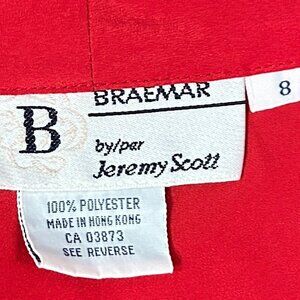 BRAEMAR
8
B
by/par
Jeremy Scott
100% POLYESTER
MADE IN HONG KONG
CA 03873
SEE REVERSE